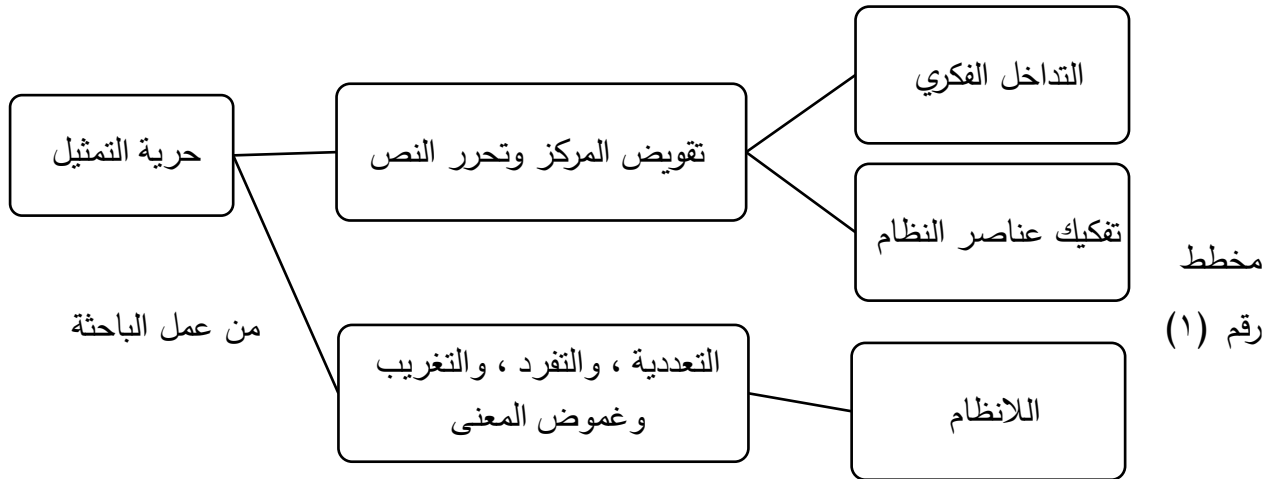 التداخل الفكري
تقويض المركز وتحرر النص
حرية التمثيل
تفكيك عناصر النظام
مخطط
رقم (١)
من عمل الباحثة
التعددية ، والتفرد ، والتغريب
وغموض المعنى
اللانظام